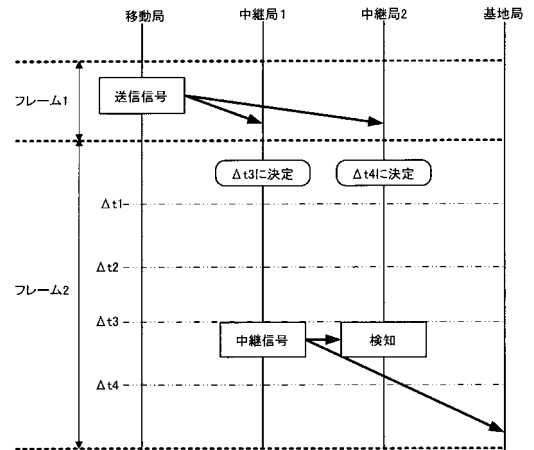 移動局
中継局1
中継局2
基地局
フレーム1
送信信号
Δt3に決定
Δt4に決定
Δt1
Δt2
フレーム2
Δt3
中継信号
検知
Δt4